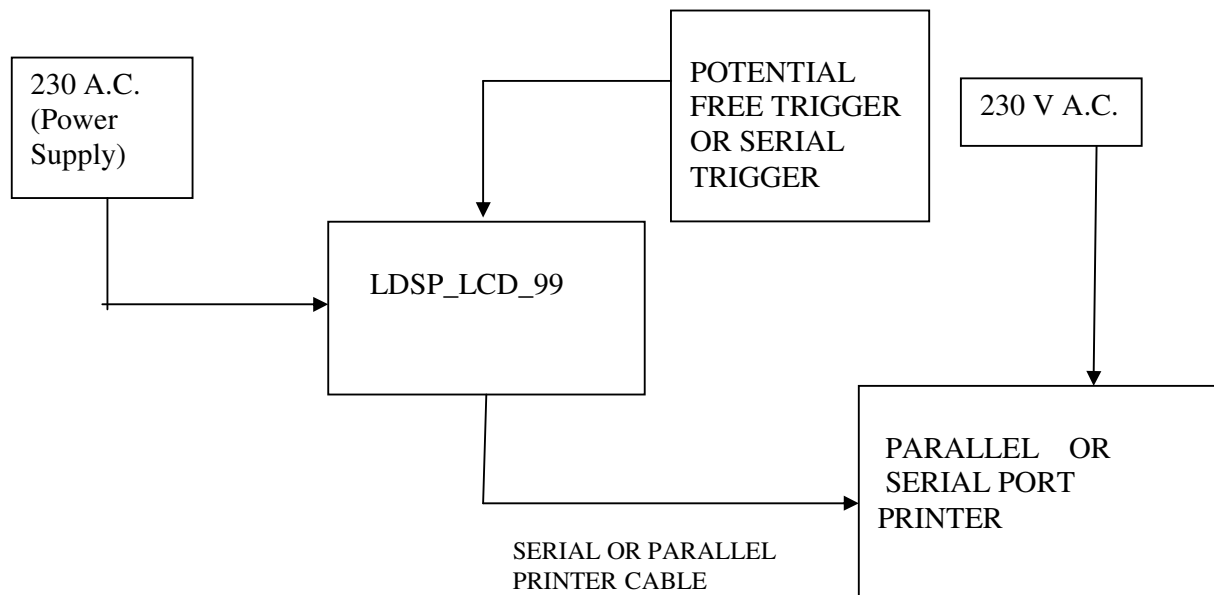 230 A.C.
(Power
Supply)
POTENTIAL
FREE TRIGGER
OR SERIAL
TRIGGER
230 V A.C.
LDSP_LCD_99
PARALLEL OR
SERIAL PORT
PRINTER
SERIAL OR PARALLEL
PRINTER CABLE